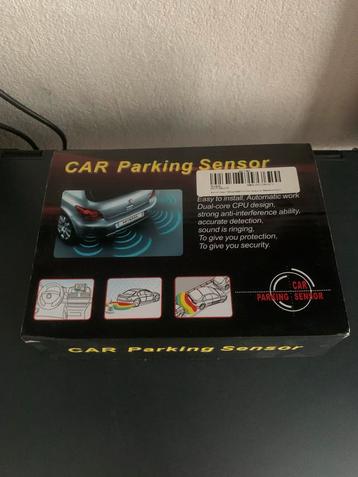 CAR Parking Sensor
Easy to install, Automatic work
Dual-core CPU design,
strong anti-interference ability,
accurate detection,
sound is ringing,
To give you protection,
To give you security.
CAR
PARKING SENSOR
CAR Parking Sensor